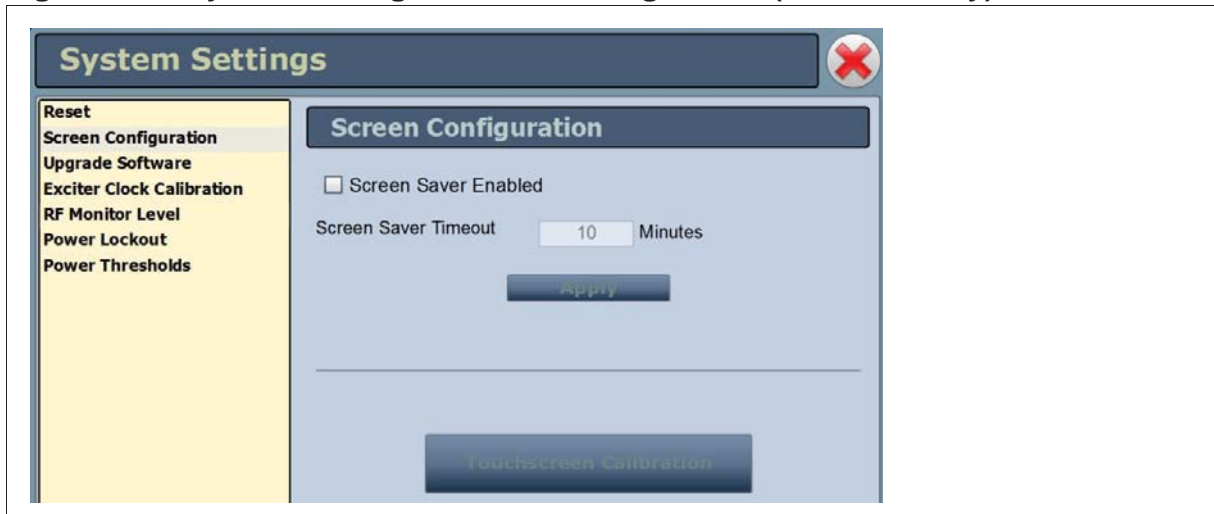 System Settings
Reset
Screen Configuration
Upgrade Software
Exciter Clock Calibration
RF Monitor Level
Power Lockout
Power Thresholds
Screen Configuration
Screen Saver Enabled
Screen Saver Timeout 10 Minutes
Apply
Touchscreen Calibration